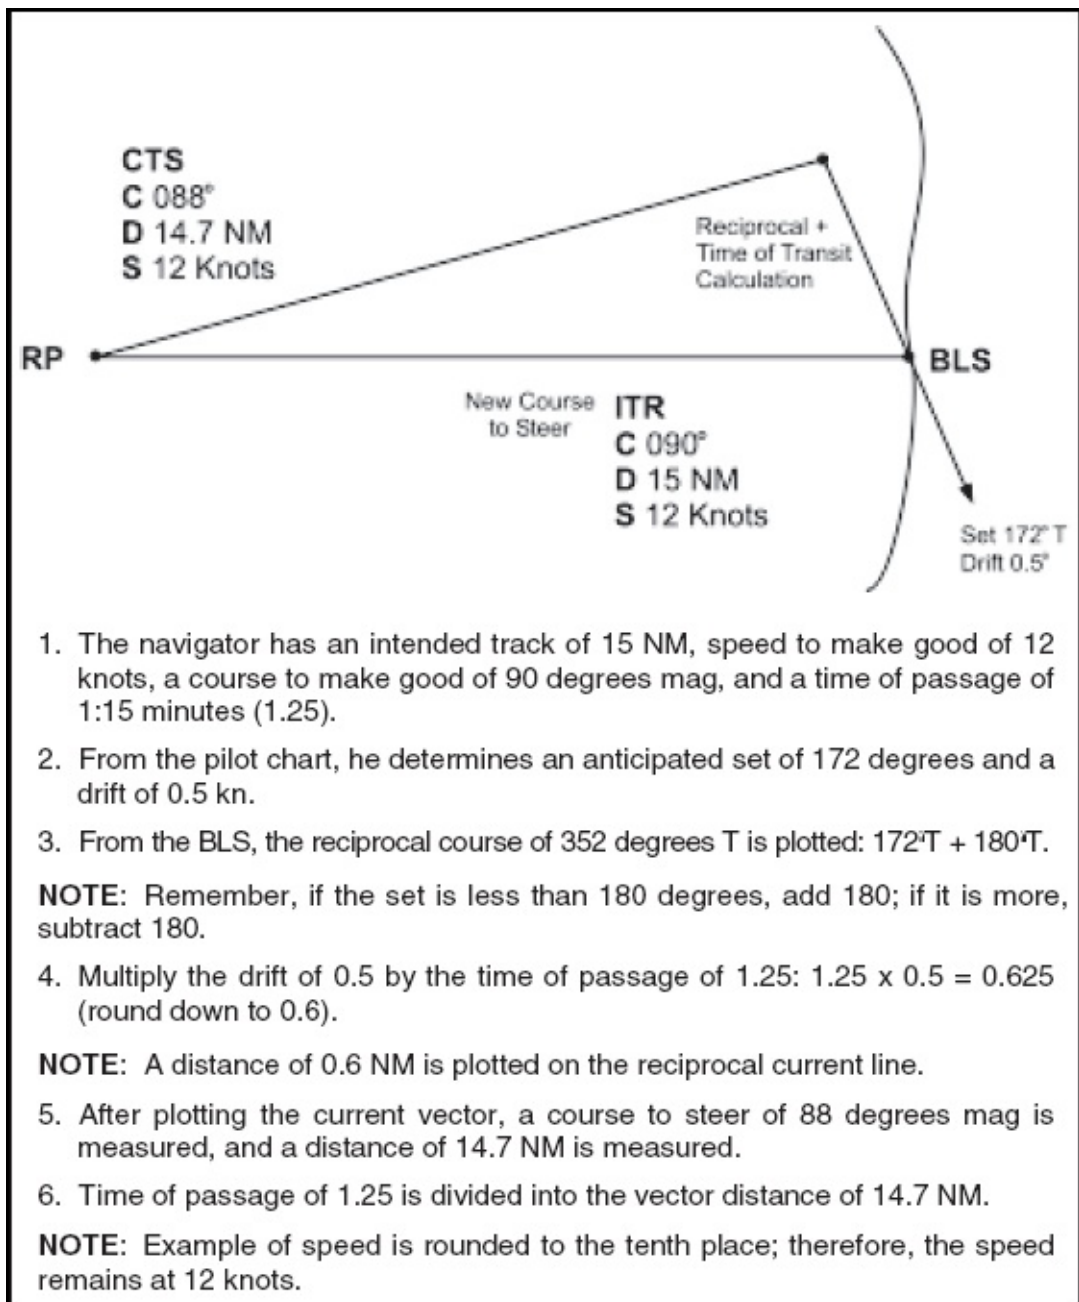 CTS
C 088°
D 14.7 NM
S 12 Knots
Reciprocal +
Time of Transit
Calculation
RP
BLS
New Course
to Steer
ITR
C 090°
D 15 NM
S 12 Knots
Set 172° T
Drift 0.5°
1. The navigator has an intended track of 15 NM, speed to make good of 12
knots, a course to make good of 90 degrees mag, and a time of passage of
1:15 minutes (1.25).
2. From the pilot chart, he determines an anticipated set of 172 degrees and a
drift of 0.5 kn.
3. From the BLS, the reciprocal course of 352 degrees T is plotted: 172°T + 180°T.
NOTE: Remember, if the set is less than 180 degrees, add 180; if it is more,
subtract 180.
4. Multiply the drift of 0.5 by the time of passage of 1.25: 1.25 x 0.5 = 0.625
(round down to 0.6).
NOTE: A distance of 0.6 NM is plotted on the reciprocal current line.
5. After plotting the current vector, a course to steer of 88 degrees mag is
measured, and a distance of 14.7 NM is measured.
6. Time of passage of 1.25 is divided into the vector distance of 14.7 NM.
NOTE: Example of speed is rounded to the tenth place; therefore, the speed
remains at 12 knots.